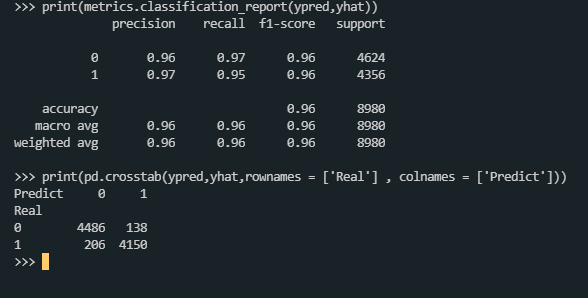 >>> print(metrics.classification_report(ypred,yhat))
              precision    recall  f1-score   support

           0       0.96      0.97      0.96      4624
           1       0.97      0.95      0.96      4356

    accuracy                           0.96      8980
   macro avg       0.96      0.96      0.96      8980
weighted avg       0.96      0.96      0.96      8980

>>> print(pd.crosstab(ypred,yhat,rownames = ['Real'] , colnames = ['Predict']))
Predict     0     1
Real
0        4486   138
1         206  4150
>>>